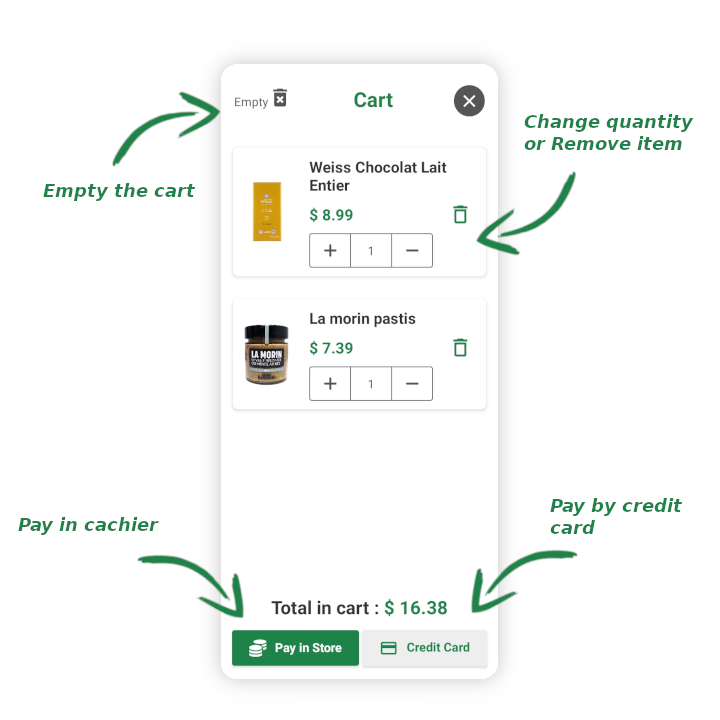 Empty
Cart
Change quantity
or Remove item
Empty the cart
Weiss Chocolat Lait
Entier
$ 8.99
+ 1 −
La morin pastis
LA MORIN
$ 7.39
+ 1 −
Pay by credit
card
Pay in cachier
Total in cart : $ 16.38
Pay in Store
Credit Card